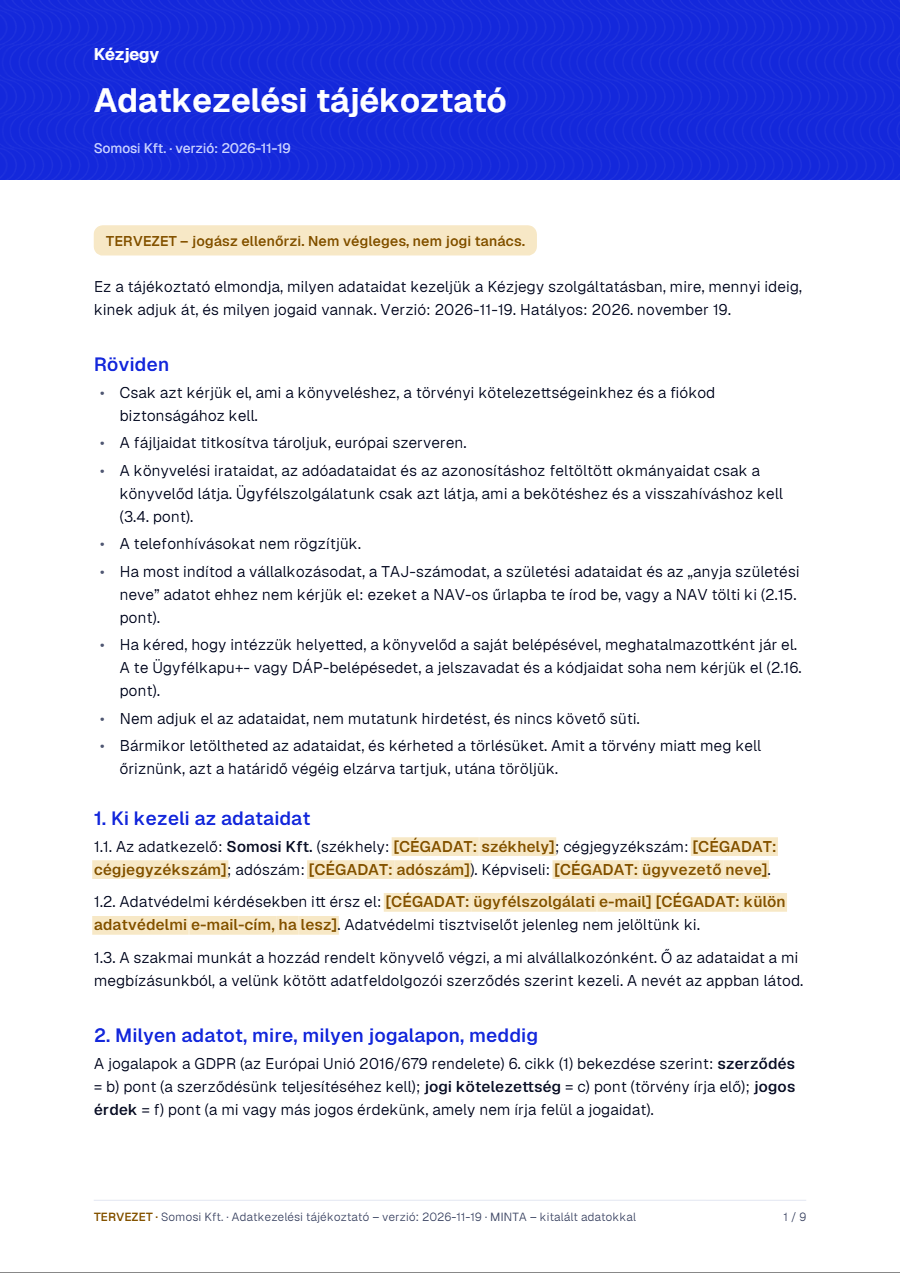 Kézjegy
Adatkezelési tájékoztató
Somosi Kft. · verzió: 2026-11-19
TERVEZET – jogász ellenőrzi. Nem végleges, nem jogi tanács.
Ez a tájékoztató elmondja, milyen adataidat kezeljük a Kézjegy szolgáltatásban, mire, mennyi ideig,
kinek adjuk át, és milyen jogaid vannak. Verzió: 2026-11-19. Hatályos: 2026. november 19.
Röviden
• Csak azt kérjük el, ami a könyveléshez, a törvényi kötelezettségeinkhez és a fiókod
biztonságához kell.
• A fájljaidat titkosítva tároljuk, európai szerveren.
• A könyvelési irataidat, az adóadataidat és az azonosításhoz feltöltött okmányaidat csak a
könyvelőd látja. Ügyfélszolgálatunk csak azt látja, ami a bekötéshez és a visszahíváshoz kell
(3.4. pont).
• A telefonhívásokat nem rögzítjük.
• Ha most indítod a vállalkozásodat, a TAJ-számodat, a születési adataidat és az „anyja születési
neve” adatot ehhez nem kérjük el: ezeket a NAV-os űrlapba te írod be, vagy a NAV tölti ki (2.15.
pont).
• Ha kéred, hogy intézzük helyetted, a könyvelőd a saját belépésével, meghatalmazottként jár el.
A te Ügyfélkapu+- vagy DÁP-belépésedet, a jelszavadat és a kódjaidat soha nem kérjük el (2.16.
pont).
• Nem adjuk el az adataidat, nem mutatunk hirdetést, és nincs követő süti.
• Bármikor letöltheted az adataidat, és kérheted a törlésüket. Amit a törvény miatt meg kell
őriznünk, azt a határidő végéig elzárva tartjuk, utána töröljük.
1. Ki kezeli az adataidat
1.1. Az adatkezelő: Somosi Kft. (székhely: [CÉGADAT: székhely]; cégjegyzékszám: [CÉGADAT:
cégjegyzékszám]; adószám: [CÉGADAT: adószám]). Képviseli: [CÉGADAT: ügyvezető neve].
1.2. Adatvédelmi kérdésekben itt érsz el: [CÉGADAT: ügyfélszolgálati e-mail] [CÉGADAT: külön
adatvédelmi e-mail-cím, ha lesz]. Adatvédelmi tisztviselőt jelenleg nem jelöltünk ki.
1.3. A szakmai munkát a hozzád rendelt könyvelő végzi, a mi alvállalkozónként. Ő az adataidat a mi
megbízásunkból, a velünk kötött adatfeldolgozói szerződés szerint kezeli. A nevét az appban látod.
2. Milyen adatot, mire, milyen jogalapon, meddig
A jogalapok a GDPR (az Európai Unió 2016/679 rendelete) 6. cikk (1) bekezdése szerint: szerződés
= b) pont (a szerződésünk teljesítéséhez kell); jogi kötelezettség = c) pont (törvény írja elő); jogos
érdek = f) pont (a mi vagy más jogos érdekünk, amely nem írja felül a jogaidat).
TERVEZET · Somosi Kft. · Adatkezelési tájékoztató – verzió: 2026-11-19 · MINTA – kitalált adatokkal
1 / 9